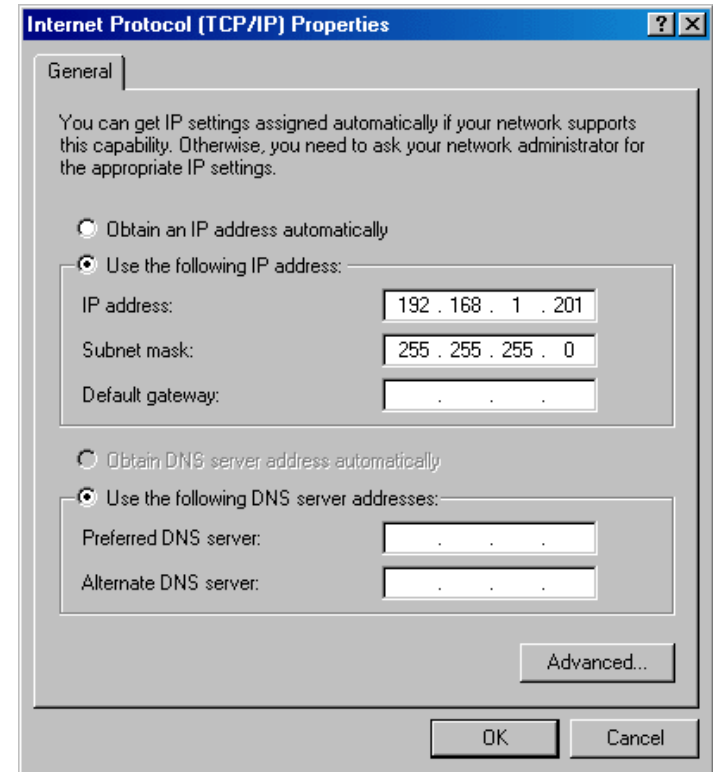 Internet Protocol (TCP/IP) Properties
General
You can get IP settings assigned automatically if your network supports
this capability. Otherwise, you need to ask your network administrator for
the appropriate IP settings.
Obtain an IP address automatically
Use the following IP address:
IP address: 192 . 168 . 1 . 201
Subnet mask: 255 . 255 . 255 . 0
Default gateway: . . .
Obtain DNS server address automatically
Use the following DNS server addresses:
Preferred DNS server: . . .
Alternate DNS server: . . .
Advanced...
OK Cancel